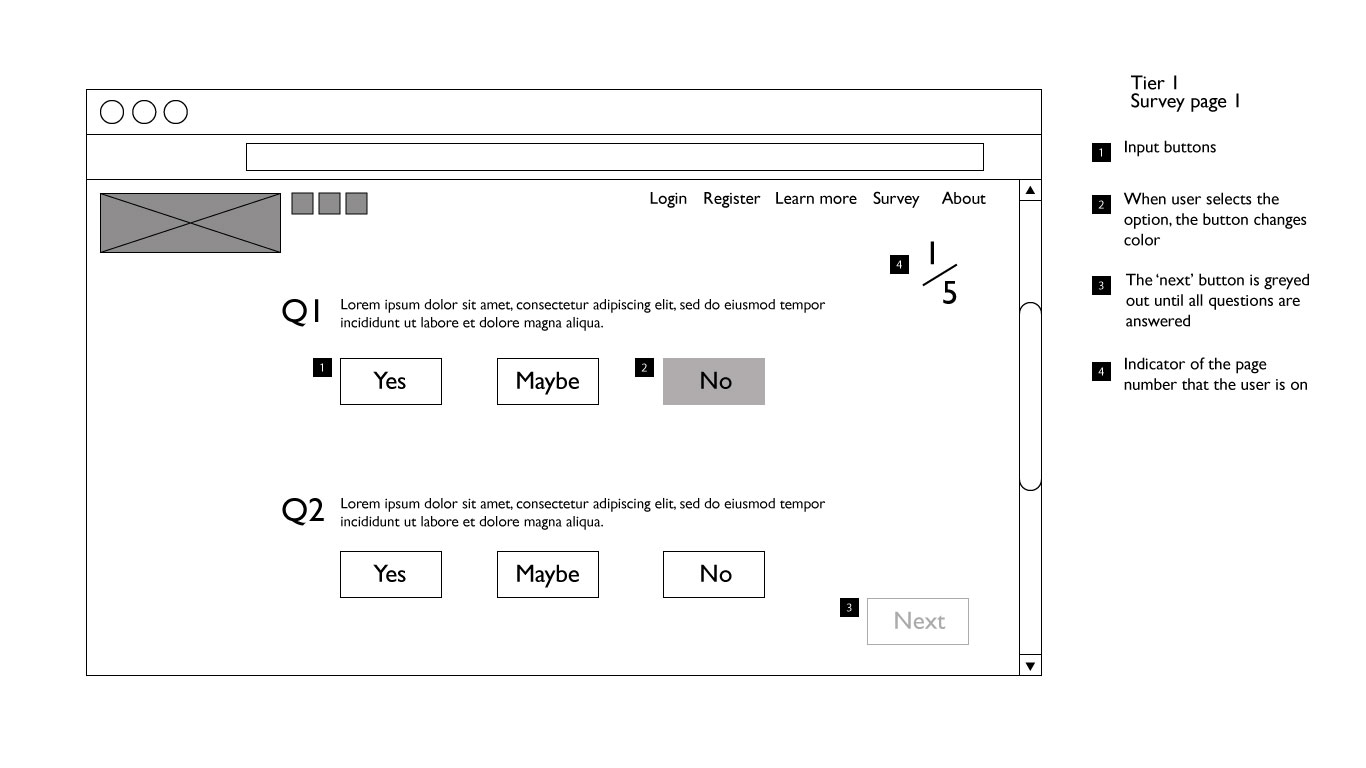 Tier 1
Survey page 1
Login Register Learn more Survey About
4 1
5
Q1 Lorem ipsum dolor sit amet, consectetur adipiscing elit, sed do eiusmod tempor
incididunt ut labore et dolore magna aliqua.
1 Yes Maybe 2 No
Q2 Lorem ipsum dolor sit amet, consectetur adipiscing elit, sed do eiusmod tempor
incididunt ut labore et dolore magna aliqua.
Yes Maybe No
3 Next
1 Input buttons
2 When user selects the
option, the button changes
color
3 The ‘next’ button is greyed
out until all questions are
answered
4 Indicator of the page
number that the user is on